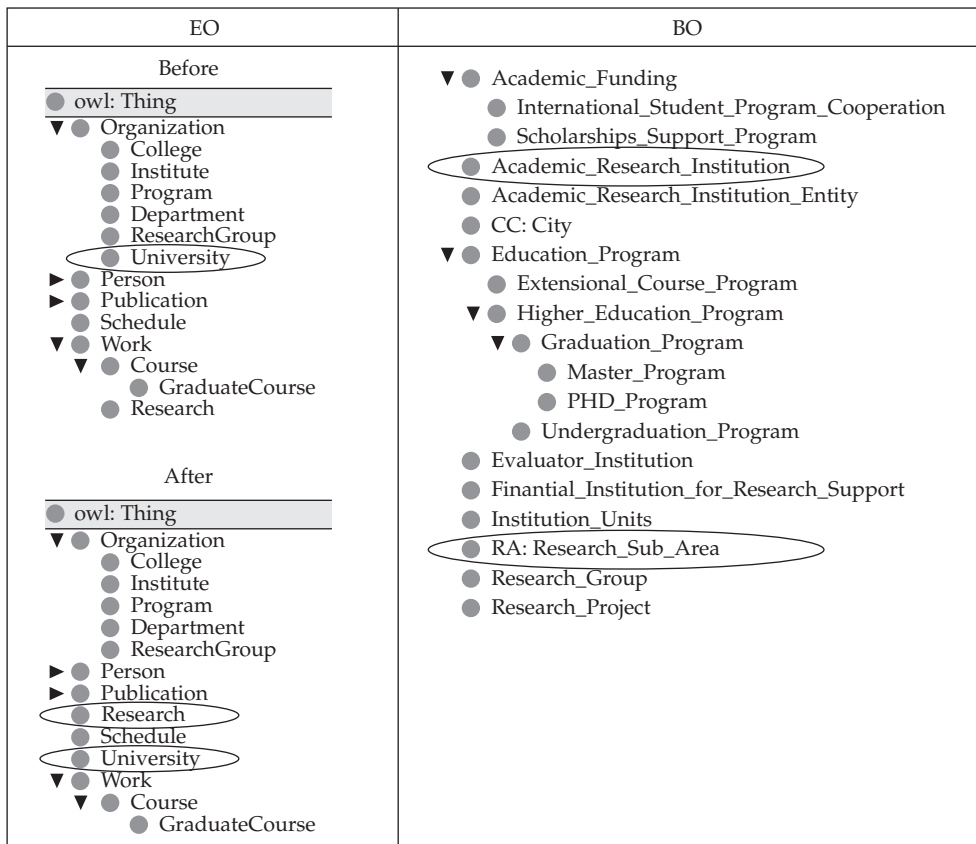 EO
Before
owl: Thing
Organization
College
Institute
Program
Department
ResearchGroup
University
Person
Publication
Schedule
Work
Course
GraduateCourse
Research
After
owl: Thing
Organization
College
Institute
Program
Department
ResearchGroup
Person
Publication
Research
Schedule
University
Work
Course
GraduateCourse
BO
Academic_Funding
International_Student_Program_Cooperation
Scholarships_Support_Program
Academic_Research_Institution
Academic_Research_Institution_Entity
CC: City
Education_Program
Extensional_Course_Program
Higher_Education_Program
Graduation_Program
Master_Program
PHD_Program
Undergraduation_Program
Evaluator_Institution
Finantial_Institution_for_Research_Support
Institution_Units
RA: Research_Sub_Area
Research_Group
Research_Project